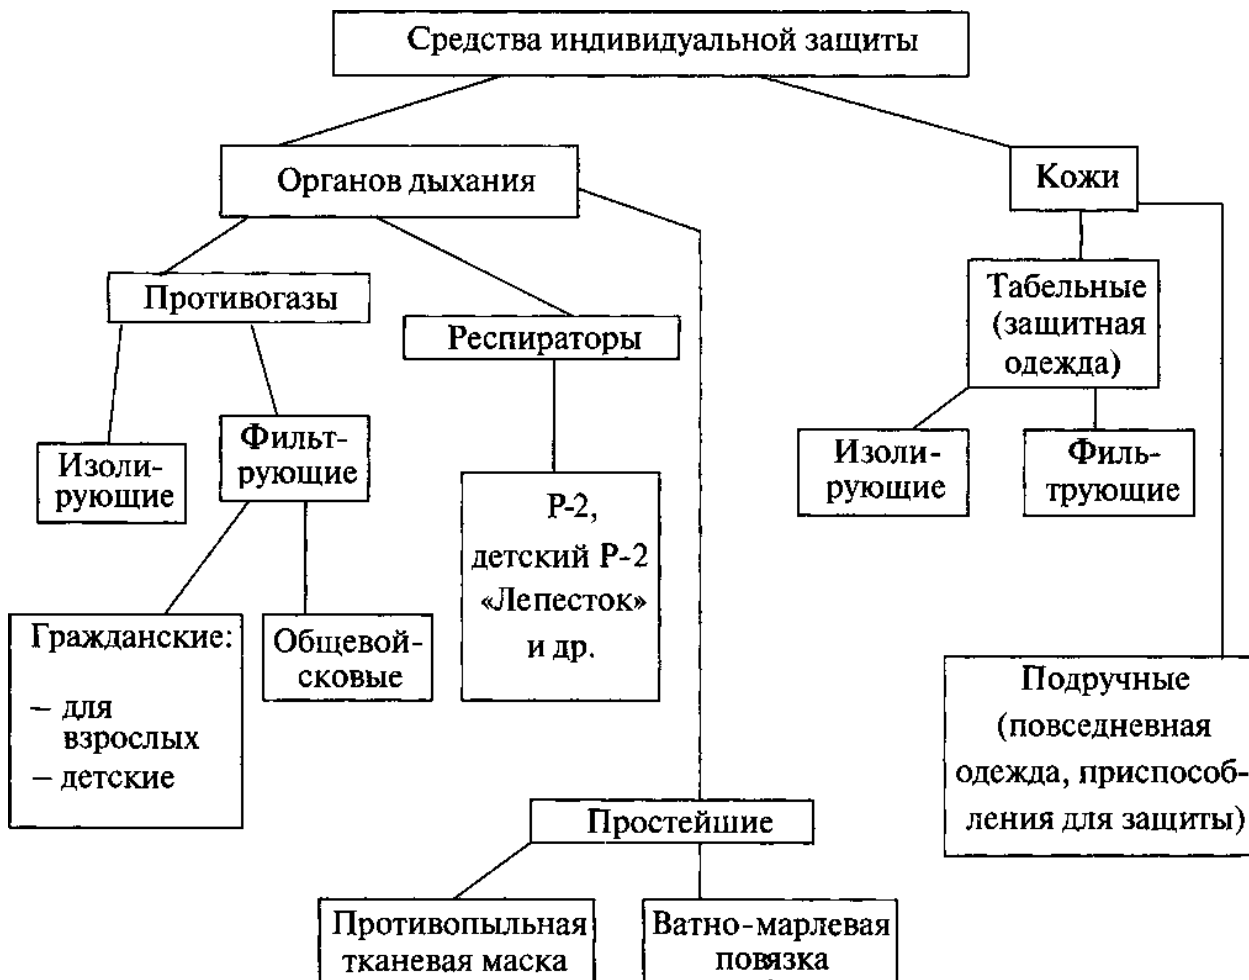 Средства индивидуальной защиты
Органов дыхания
Кожи
Противогазы
Респираторы
Табельные
(защитная
одежда)
Изоли-
рующие
Фильт-
рующие
Изоли-
рующие
Филь-
трующие
Р-2,
детский Р-2
«Лепесток»
и др.
Гражданские:
– для
взрослых
– детские
Общевой-
сковые
Подручные
(повседневная
одежда, приспособ-
ления для защиты)
Простейшие
Противопыльная
тканевая маска
Ватно-марлевая
повязка